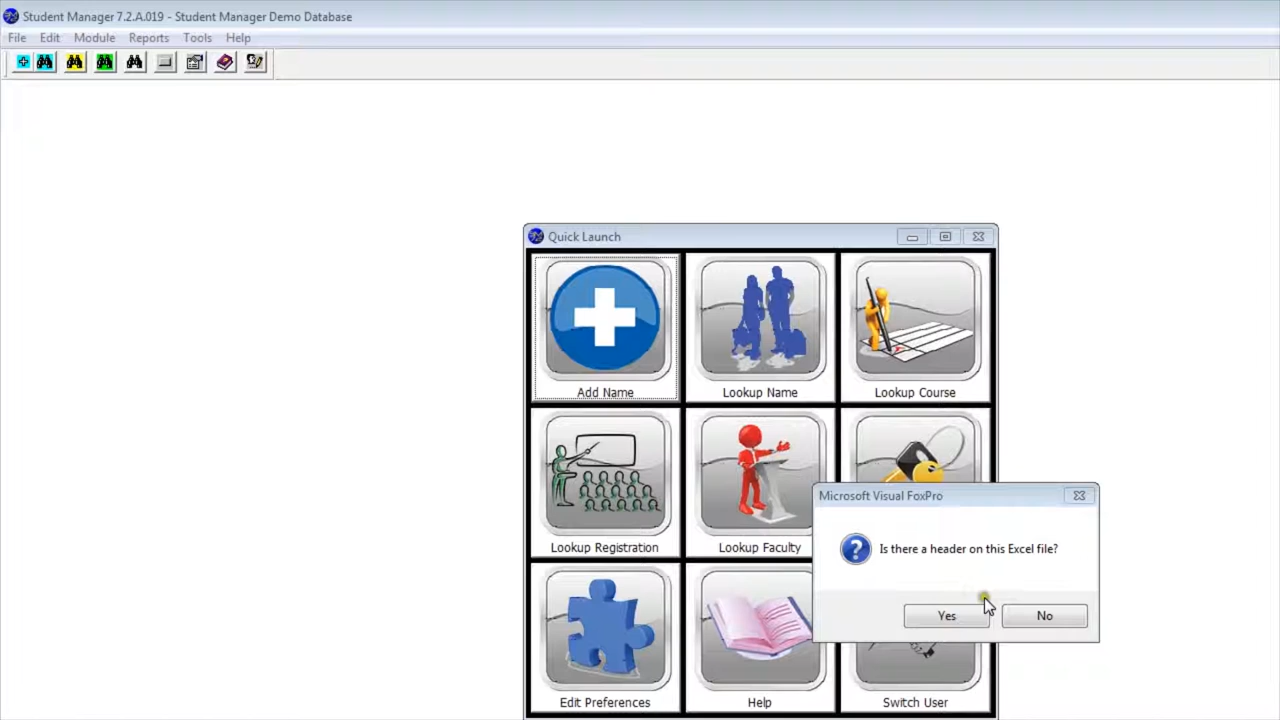 Student Manager 7.2.A.019 - Student Manager Demo Database
File Edit Module Reports Tools Help
Quick Launch
Add Name Lookup Name Lookup Course
Lookup Registration Lookup Faculty
Microsoft Visual FoxPro
Is there a header on this Excel file?
Yes No
Edit Preferences Help Switch User